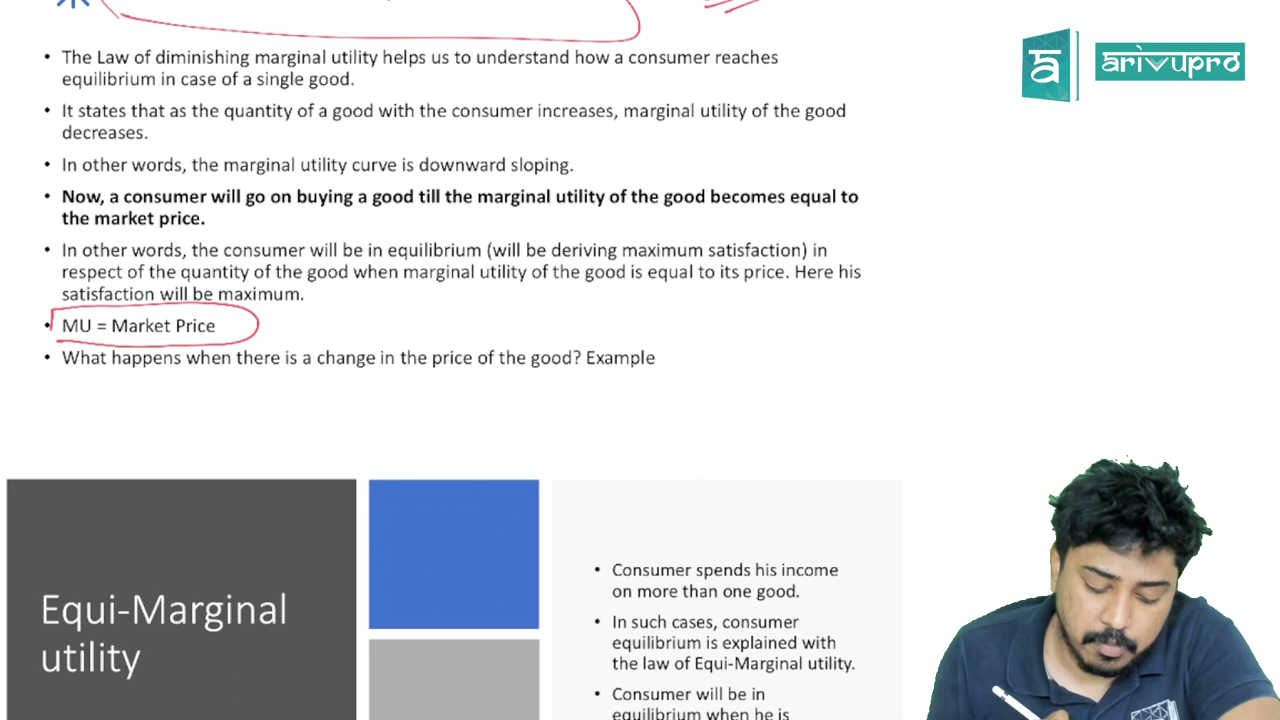 • The Law of diminishing marginal utility helps us to understand how a consumer reaches
equilibrium in case of a single good.
• It states that as the quantity of a good with the consumer increases, marginal utility of the good
decreases.
• In other words, the marginal utility curve is downward sloping.
• Now, a consumer will go on buying a good till the marginal utility of the good becomes equal to
the market price.
• In other words, the consumer will be in equilibrium (will be deriving maximum satisfaction) in
respect of the quantity of the good when marginal utility of the good is equal to its price. Here his
satisfaction will be maximum.
• MU = Market Price
• What happens when there is a change in the price of the good? Example
arivupro
Equi-Marginal
utility
• Consumer spends his income
on more than one good.
• In such cases, consumer
equilibrium is explained with
the law of Equi-Marginal utility.
• Consumer will be in
equilibrium when he is